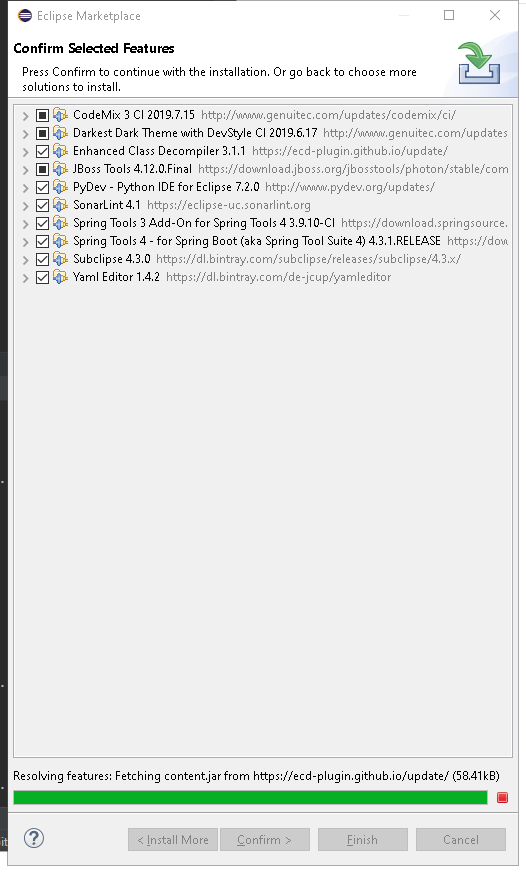 Eclipse Marketplace
Confirm Selected Features
Press Confirm to continue with the installation. Or go back to choose more
solutions to install.
CodeMix 3 CI 2019.7.15 http://www.genuitec.com/updates/codemix/ci/
Darkest Dark Theme with DevStyle CI 2019.6.17 http://www.genuitec.com/updates
Enhanced Class Decompiler 3.1.1 https://ecd-plugin.github.io/update/
JBoss Tools 4.12.0.Final https://download.jboss.org/jbosstools/photon/stable/com
PyDev - Python IDE for Eclipse 7.2.0 http://www.pydev.org/updates/
SonarLint 4.1 https://eclipse-uc.sonarlint.org
Spring Tools 3 Add-On for Spring Tools 4 3.9.10-CI https://download.springsource.
Spring Tools 4 - for Spring Boot (aka Spring Tool Suite 4) 4.3.1.RELEASE https://dow
Subclipse 4.3.0 https://dl.bintray.com/subclipse/releases/subclipse/4.3.x/
Yaml Editor 1.4.2 https://dl.bintray.com/de-jcup/yameleditor
Resolving features: Fetching content.jar from https://ecd-plugin.github.io/update/ (58.41kB)
? < Install More Confirm > Finish Cancel